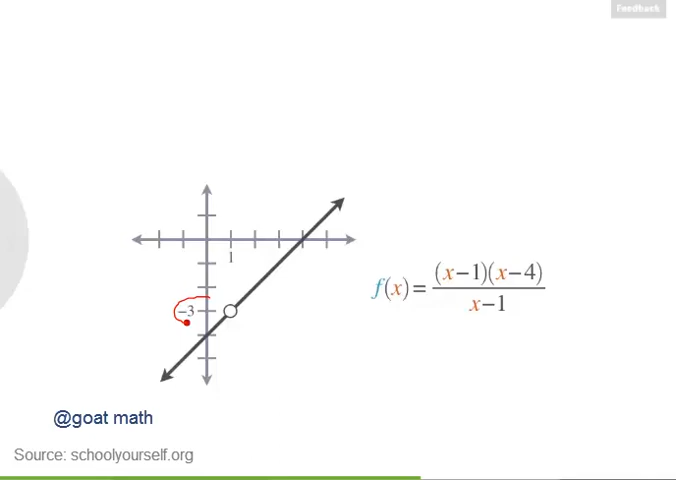 Feedback
1
−3
f(x)= (x−1)(x−4)
x−1
@goat math
Source: schoolyourself.org